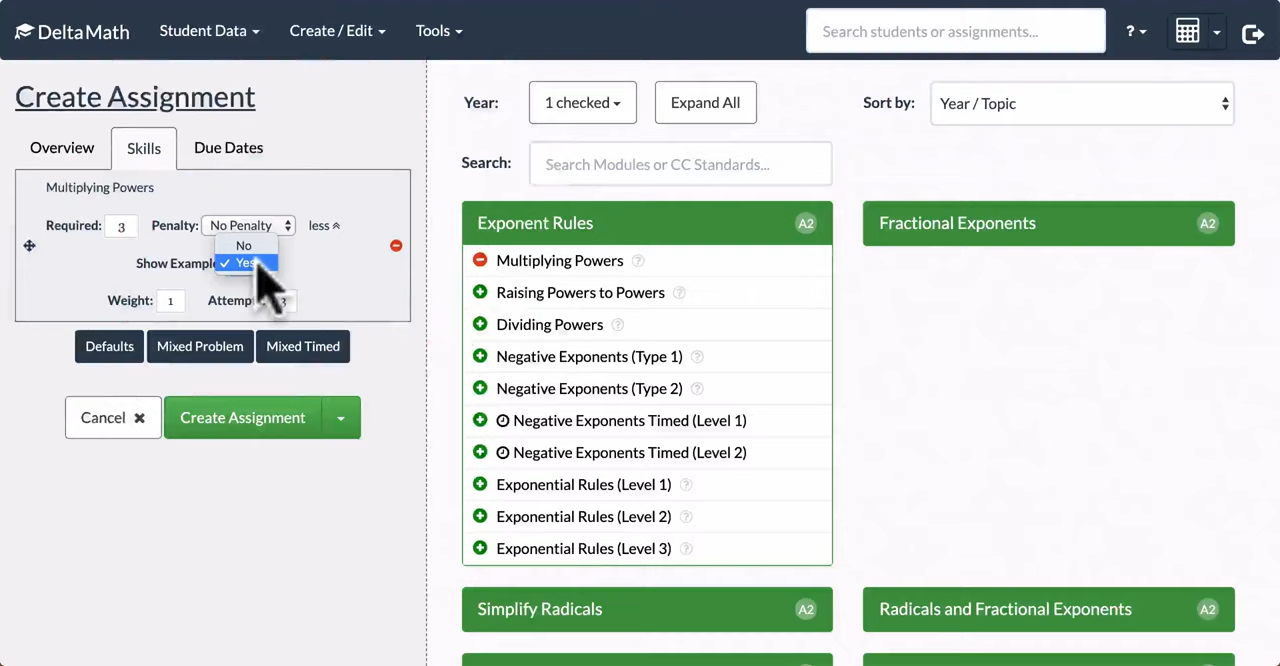 DeltaMath Student Data Create / Edit Tools Search students or assignments... ?
Create Assignment
Overview Skills Due Dates
Multiplying Powers
Required: 3 Penalty: No Penalty less
No
Show Example Yes
Weight: 1 Attempt 3
Defaults Mixed Problem Mixed Timed
Cancel ✖ Create Assignment
Year: 1 checked Expand All Sort by: Year / Topic
Search: Search Modules or CC Standards...
Exponent Rules A2
Multiplying Powers ?
Raising Powers to Powers ?
Dividing Powers ?
Negative Exponents (Type 1) ?
Negative Exponents (Type 2) ?
Negative Exponents Timed (Level 1)
Negative Exponents Timed (Level 2)
Exponential Rules (Level 1) ?
Exponential Rules (Level 2) ?
Exponential Rules (Level 3) ?
Fractional Exponents A2
Simplify Radicals A2
Radicals and Fractional Exponents A2